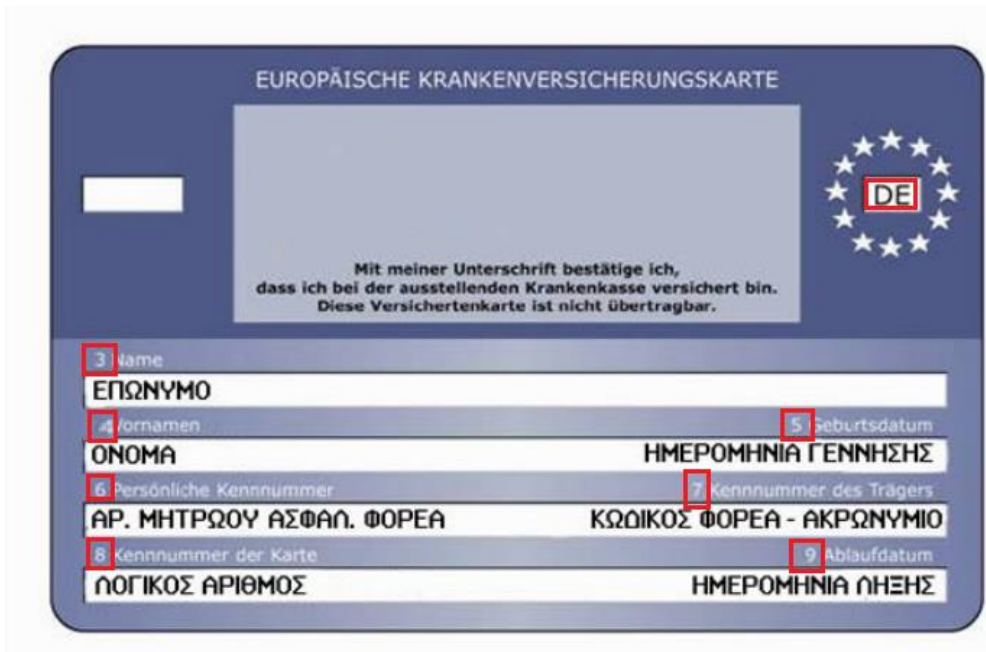 EUROPÄISCHE KRANKENVERSICHERUNGSKARTE
DE
Mit meiner Unterschrift bestätige ich,
dass ich bei der ausstellenden Krankenkasse versichert bin.
Diese Versichertenkarte ist nicht übertragbar.
3 Name
ΕΠΩΝΥΜΟ
4 Vornamen 5 Geburtsdatum
ΟΝΟΜΑ ΗΜΕΡΟΜΗΝΙΑ ΓΕΝΝΗΣΗΣ
6 Persönliche Kennnummer 7 Kennnummer des Trägers
ΑΡ. ΜΗΤΡΩΟΥ ΑΣΦΑΛ. ΦΟΡΕΑ ΚΩΔΙΚΟΣ ΦΟΡΕΑ - ΑΚΡΩΝΥΜΙΟ
8 Kennnummer der Karte 9 Ablaufdatum
ΛΟΓΙΚΟΣ ΑΡΙΘΜΟΣ ΗΜΕΡΟΜΗΝΙΑ ΛΗΞΗΣ